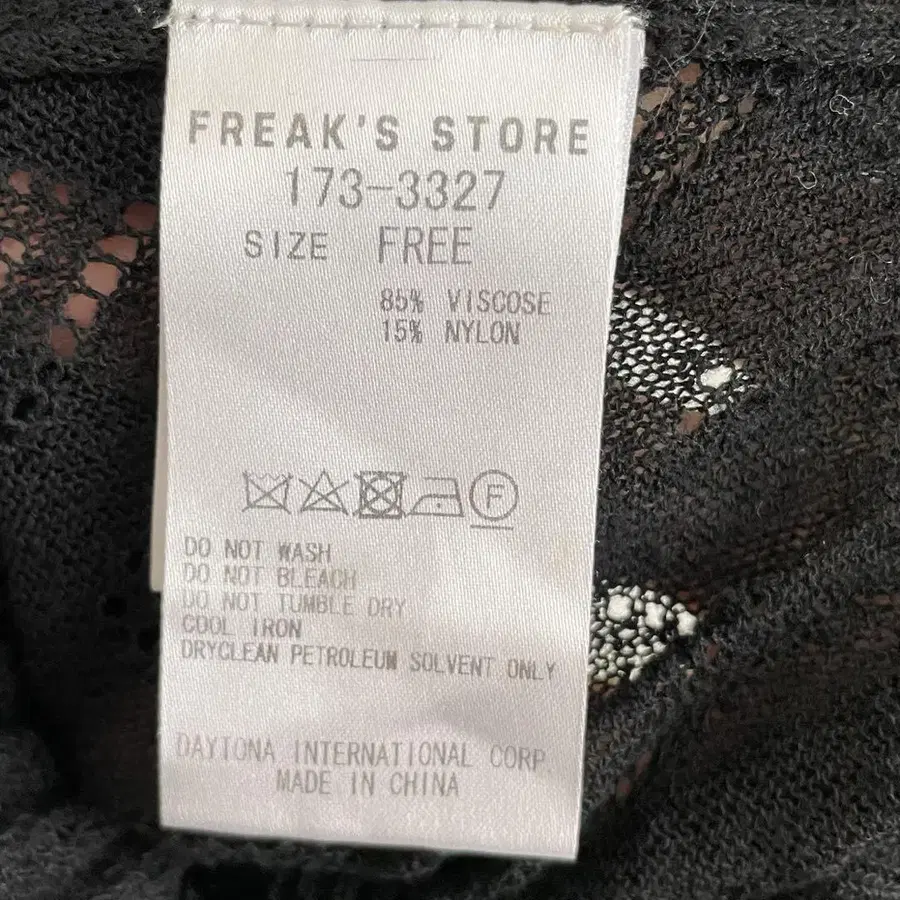 FREAK'S STORE
173-3327
SIZE FREE
85% VISCOSE
15% NYLON
F
DO NOT WASH
DO NOT BLEACH
DO NOT TUMBLE DRY
COOL IRON
DRYCLEAN PETROLEUM SOLVENT ONLY
DAYTONA INTERNATIONAL CORP.
MADE IN CHINA